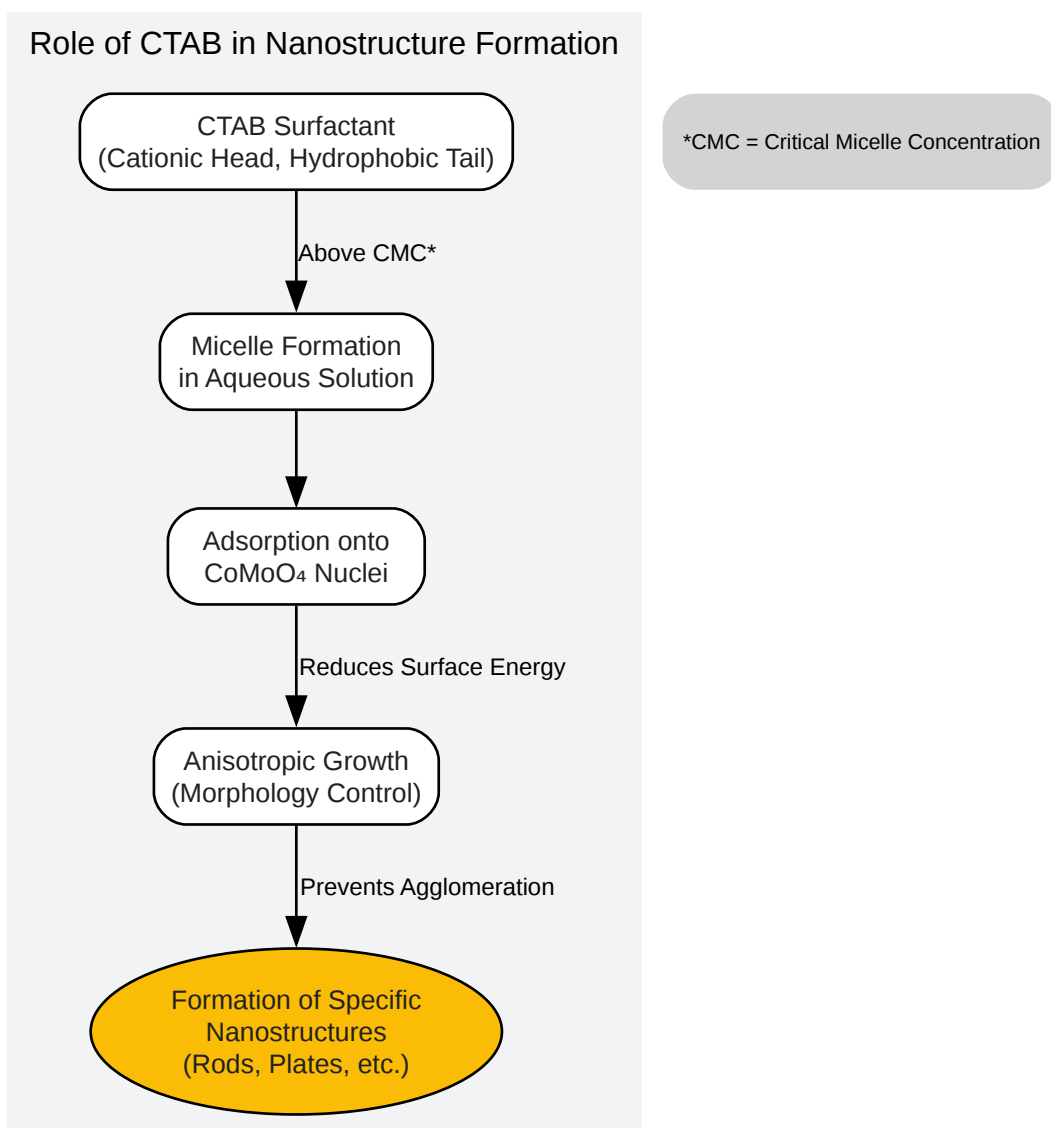 Role of CTAB in Nanostructure Formation
CTAB Surfactant
(Cationic Head, Hydrophobic Tail)
*CMC = Critical Micelle Concentration
Above CMC*
Micelle Formation
in Aqueous Solution
Adsorption onto
CoMoO₄ Nuclei
Reduces Surface Energy
Anisotropic Growth
(Morphology Control)
Prevents Agglomeration
Formation of Specific
Nanostructures
(Rods, Plates, etc.)